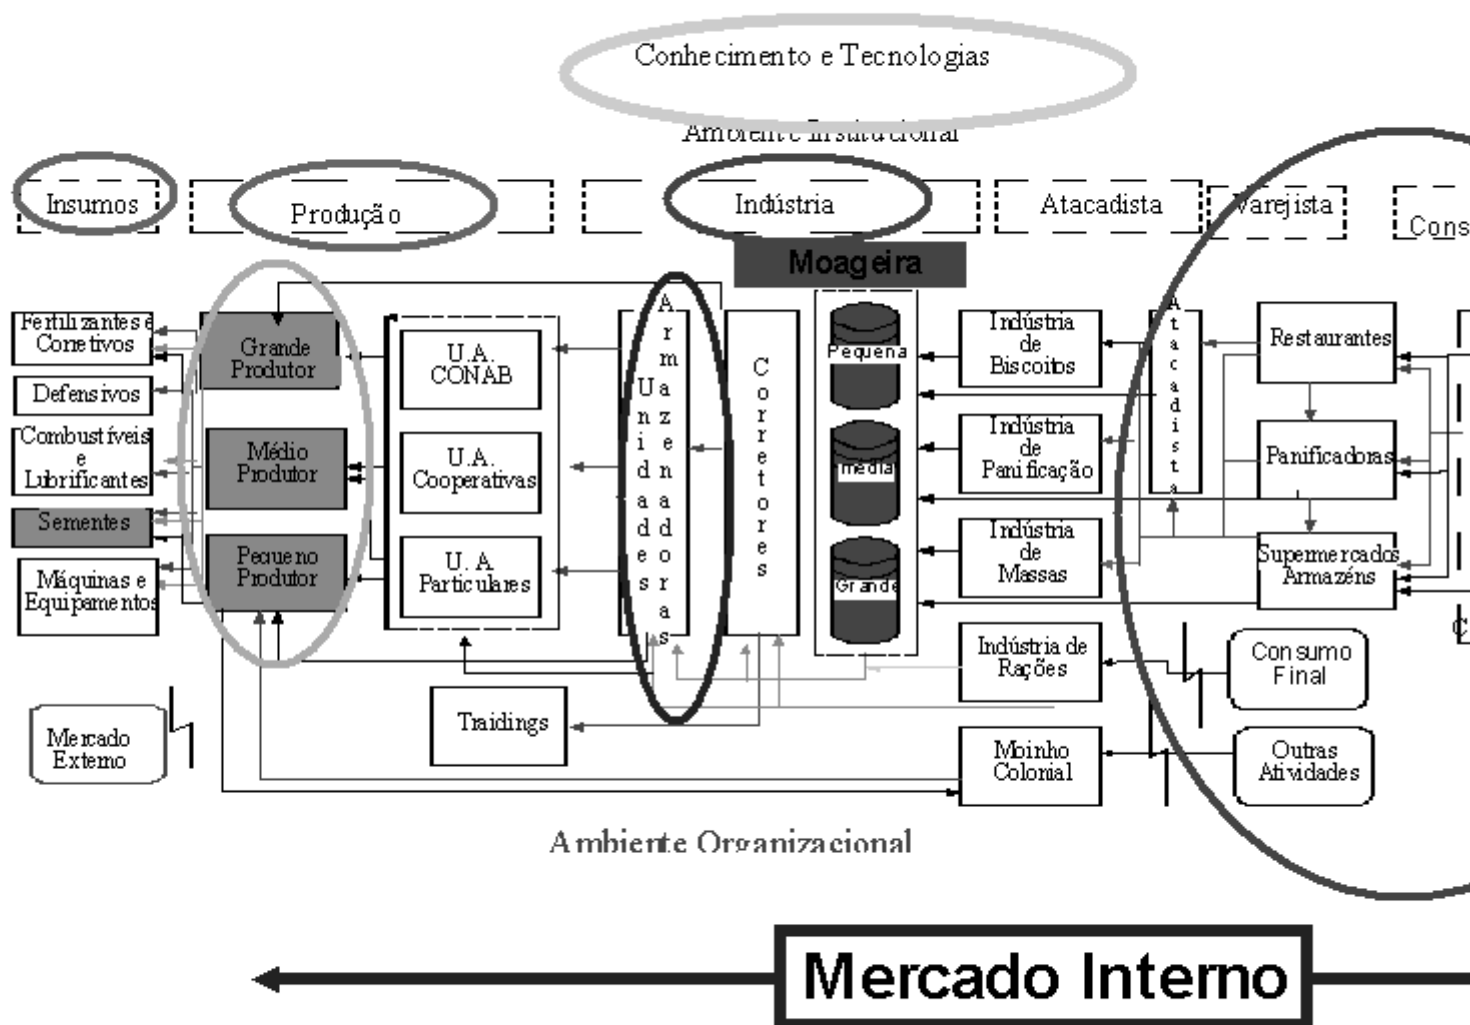 Conhecimento e Tecnologias
Ambiente Institucional
Insumos
Produção
Indústria
Atacadista
Varejista
Cons
Moageira
Fertilizantes e
Corretivos
Defensivos
Combustíveis
e
Lubrificantes
Sementes
Máquinas e
Equipamentos
Grande
Produtor
Médio
Produtor
Pequeno
Produtor
U.A.
CONAB
U.A.
Cooperativas
U. A
Particulares
Unidades
Armazenadoras
Corretores
Pequena
média
Grande
Indústria
de
Biscoitos
Indústria
de
Panificação
Indústria
de
Massas
Indústria de
Rações
Moinho
Colonial
Atacadista
Restaurantes
Panificadoras
Supermercados
Armazéns
C
Consumo
Final
Outras
Atividades
Mercado
Externo
Traidings
Ambiente Organizacional
Mercado Interno